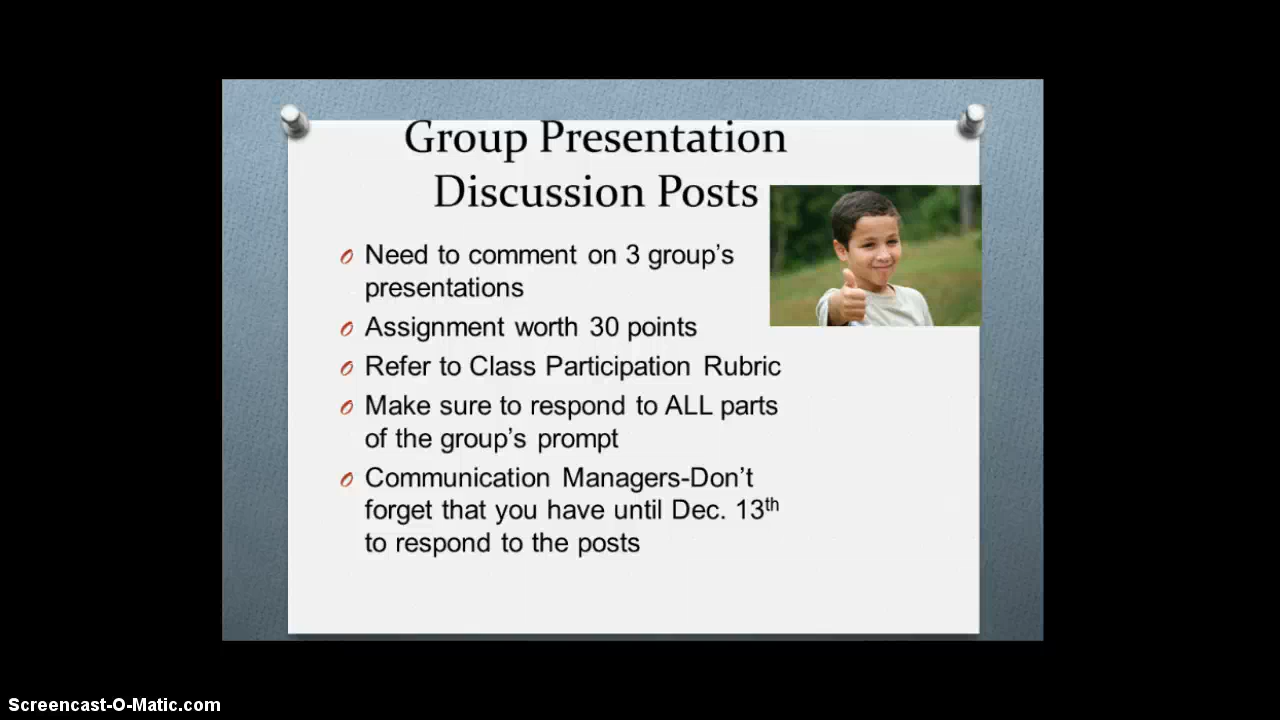 Group Presentation
Discussion Posts
Need to comment on 3 group’s
presentations
Assignment worth 30 points
Refer to Class Participation Rubric
Make sure to respond to ALL parts
of the group’s prompt
Communication Managers-Don’t
forget that you have until Dec. 13th
to respond to the posts
Screencast-O-Matic.com